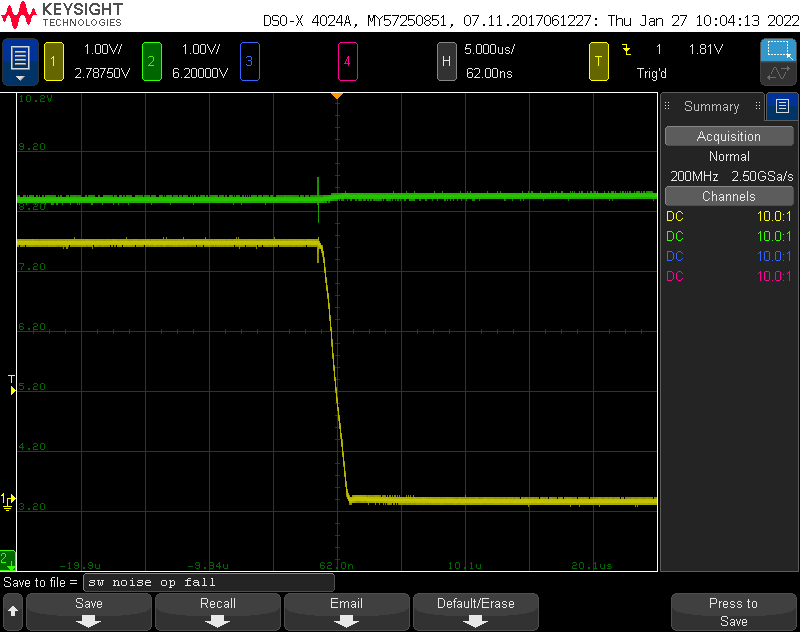 KEYSIGHT
TECHNOLOGIES
DSO-X 4024A, MY57250851, 07.11.2017061227: Thu Jan 27 10:04:13 2022
1 1.00V/ 2.78750V
2 1.00V/ 6.20000V
3
4
H 5.000us/ 62.00ns
T 1 1.81V
Trig'd
Summary
Acquisition
Normal
200MHz 2.50GSa/s
Channels
DC 10.0:1
DC 10.0:1
DC 10.0:1
DC 10.0:1
10.2V
9.20
8.20
7.20
6.20
T
5.20
4.20
1
3.20
2
-19.9u -9.94u 62.0n 10.1u 20.1us
Save to file = sw noise op fall
Save
Recall
Email
Default/Erase
Press to
Save